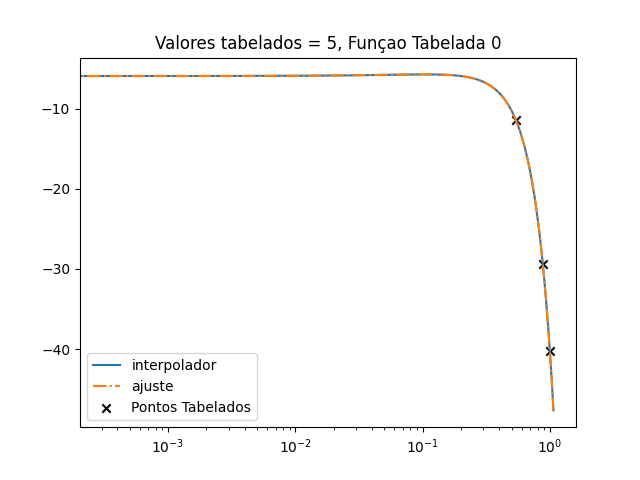 Valores tabelados = 5, Funçao Tabelada 0
−10
−20
−30
−40
interpolador
ajuste
Pontos Tabelados
10⁻³
10⁻²
10⁻¹
10⁰